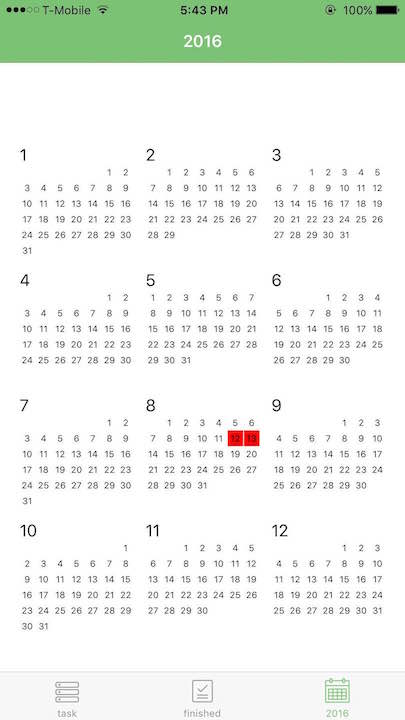 T-Mobile 5:43 PM 100%
2016
1 2 3
1 2 1 2 3 4 5 6 1 2 3 4 5
3 4 5 6 7 8 9 7 8 9 10 11 12 13 6 7 8 9 10 11 12
10 11 12 13 14 15 16 14 15 16 17 18 19 20 13 14 15 16 17 18 19
17 18 19 20 21 22 23 21 22 23 24 25 26 27 20 21 22 23 24 25 26
24 25 26 27 28 29 30 28 29 27 28 29 30 31
31
4 5 6
1 2 1 2 3 4 5 6 7 1 2 3 4
3 4 5 6 7 8 9 8 9 10 11 12 13 14 5 6 7 8 9 10 11
10 11 12 13 14 15 16 15 16 17 18 19 20 21 12 13 14 15 16 17 18
17 18 19 20 21 22 23 22 23 24 25 26 27 28 19 20 21 22 23 24 25
24 25 26 27 28 29 30 29 30 31 26 27 28 29 30
7 8 9
1 2 1 2 3 4 5 6 1 2 3
3 4 5 6 7 8 9 7 8 9 10 11 12 13 4 5 6 7 8 9 10
10 11 12 13 14 15 16 14 15 16 17 18 19 20 11 12 13 14 15 16 17
17 18 19 20 21 22 23 21 22 23 24 25 26 27 18 19 20 21 22 23 24
24 25 26 27 28 29 30 28 29 30 31 25 26 27 28 29 30
31
10 11 12
1 1 2 3 4 5 1 2 3
2 3 4 5 6 7 8 6 7 8 9 10 11 12 4 5 6 7 8 9 10
9 10 11 12 13 14 15 13 14 15 16 17 18 19 11 12 13 14 15 16 17
16 17 18 19 20 21 22 20 21 22 23 24 25 26 18 19 20 21 22 23 24
23 24 25 26 27 28 29 27 28 29 30 25 26 27 28 29 30 31
30 31
task finished 2016